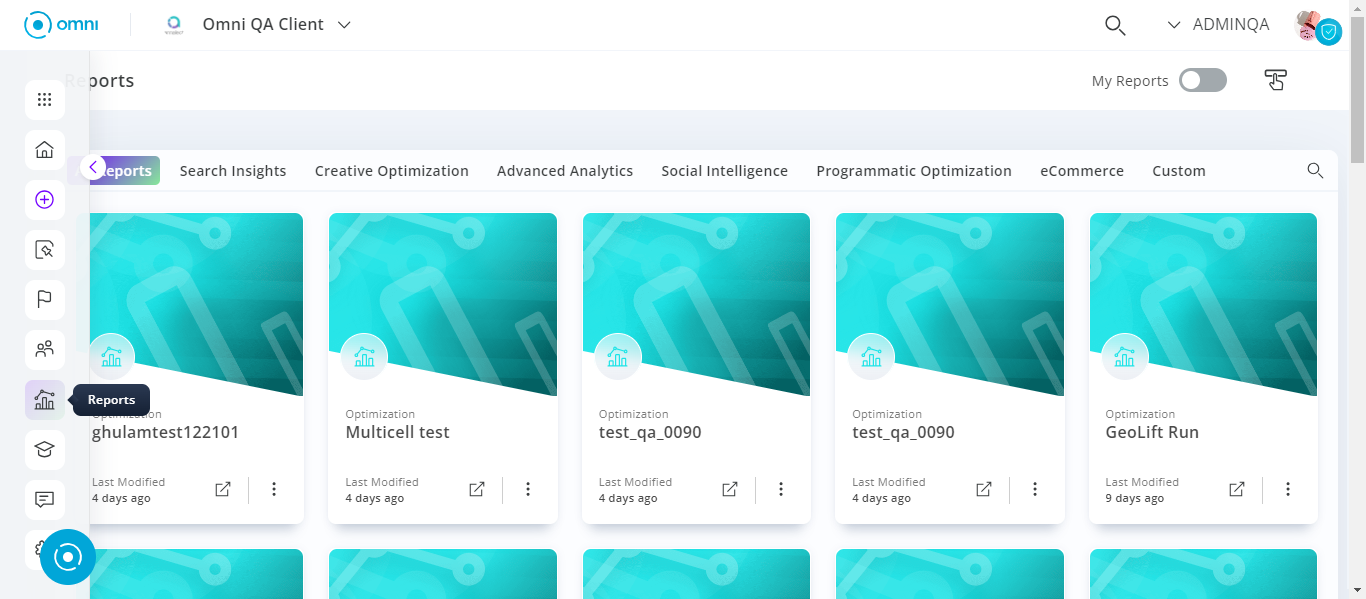 omni
Omni QA Client
ADMINQA
Reports
My Reports
Reports
Search Insights
Creative Optimization
Advanced Analytics
Social Intelligence
Programmatic Optimization
eCommerce
Custom
Reports
Optimization
ghulamtest122101
Last Modified
4 days ago
Optimization
Multicell test
Last Modified
4 days ago
Optimization
test_qa_0090
Last Modified
4 days ago
Optimization
test_qa_0090
Last Modified
4 days ago
Optimization
GeoLift Run
Last Modified
9 days ago